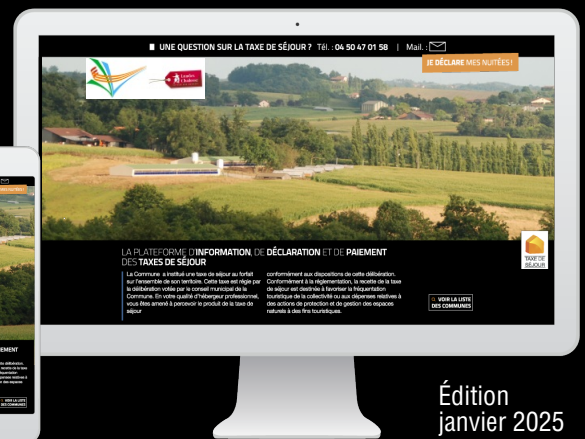 UNE QUESTION SUR LA TAXE DE SÉJOUR ? Tél. : 04 50 47 01 58 | Mail. :
JE DÉCLARE MES NUITÉES !
LA PLATEFORME D'INFORMATION, DE DÉCLARATION ET DE PAIEMENT
DES TAXES DE SÉJOUR
La Commune a institué une taxe de séjour au forfait
sur l'ensemble de son territoire. Cette taxe est régie par
la délibération votée par le conseil municipal de la
Commune. En votre qualité d'hébergeur professionnel,
vous êtes amené à percevoir le produit de la taxe de
séjour
conformément aux dispositions de cette délibération.
Conformément à la réglementation, la recette de la taxe
de séjour est destinée à favoriser la fréquentation
touristique de la collectivité ou aux dépenses relatives à
des actions de protection et de gestion des espaces
naturels à des fins touristiques.
TAXE DE
SÉJOUR
VOIR LA LISTE
DES COMMUNES
Édition
janvier 2025